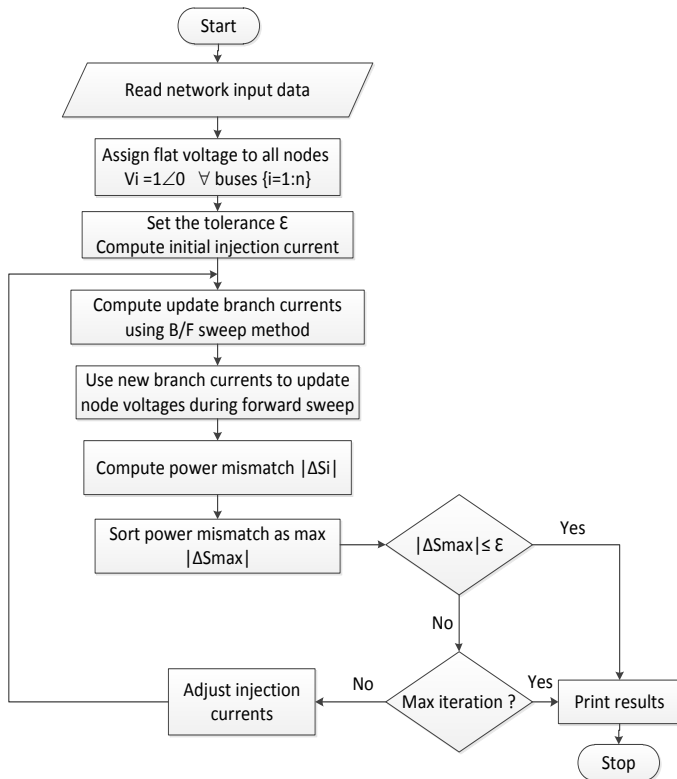 Start
Read network input data
Assign flat voltage to all nodes
Vi =1∠0 ∀ buses {i=1:n}
Set the tolerance Ɛ
Compute initial injection current
Compute update branch currents
using B/F sweep method
Use new branch currents to update
node voltages during forward sweep
Compute power mismatch |ΔSi|
Sort power mismatch as max
|ΔSmax|
|ΔSmax|≤ Ɛ
Yes
No
Max iteration ?
Yes
No
Adjust injection
currents
Print results
Stop